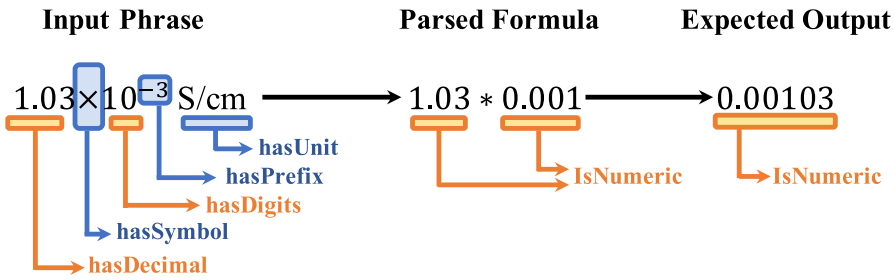 Input Phrase Parsed Formula Expected Output
1.03×10⁻³ S/cm 1.03 * 0.001 0.00103
hasUnit
hasPrefix IsNumeric IsNumeric
hasDigits
hasSymbol
hasDecimal